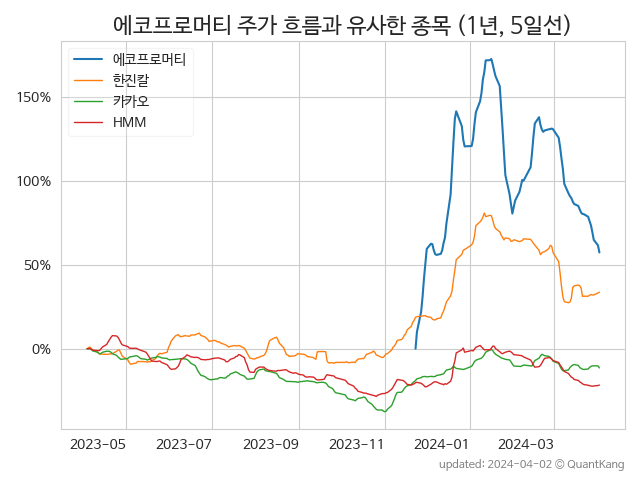 에코프로머티 주가 흐름과 유사한 종목 (1년, 5일선)
에코프로머티
한진칼
카카오
HMM
150%
100%
50%
0%
2023-05 2023-07 2023-09 2023-11 2024-01 2024-03
updated: 2024-04-02 © QuantKang